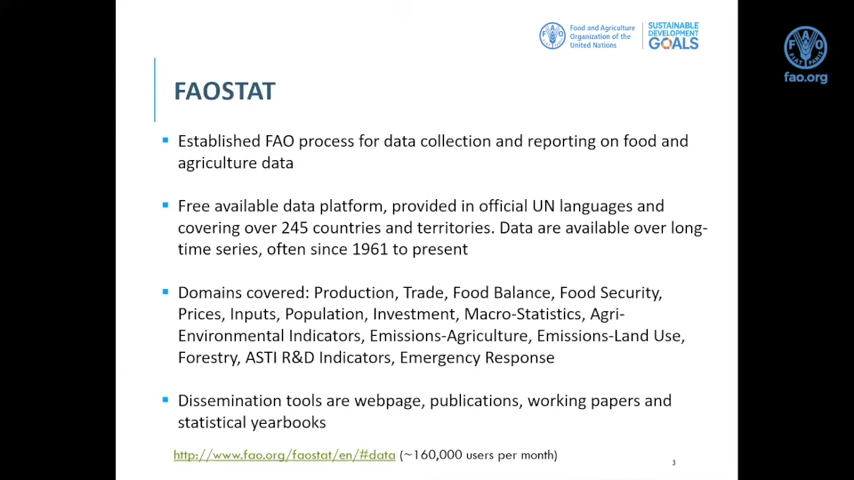 Food and Agriculture
Organization of the
United Nations
SUSTAINABLE
DEVELOPMENT
GOALS
FAO
FIAT PANIS
fao.org
FAOSTAT
Established FAO process for data collection and reporting on food and
agriculture data
Free available data platform, provided in official UN languages and
covering over 245 countries and territories. Data are available over long-
time series, often since 1961 to present
Domains covered: Production, Trade, Food Balance, Food Security,
Prices, Inputs, Population, Investment, Macro-Statistics, Agri-
Environmental Indicators, Emissions-Agriculture, Emissions-Land Use,
Forestry, ASTI R&D Indicators, Emergency Response
Dissemination tools are webpage, publications, working papers and
statistical yearbooks
http://www.fao.org/faostat/en/#data (~160,000 users per month)
3